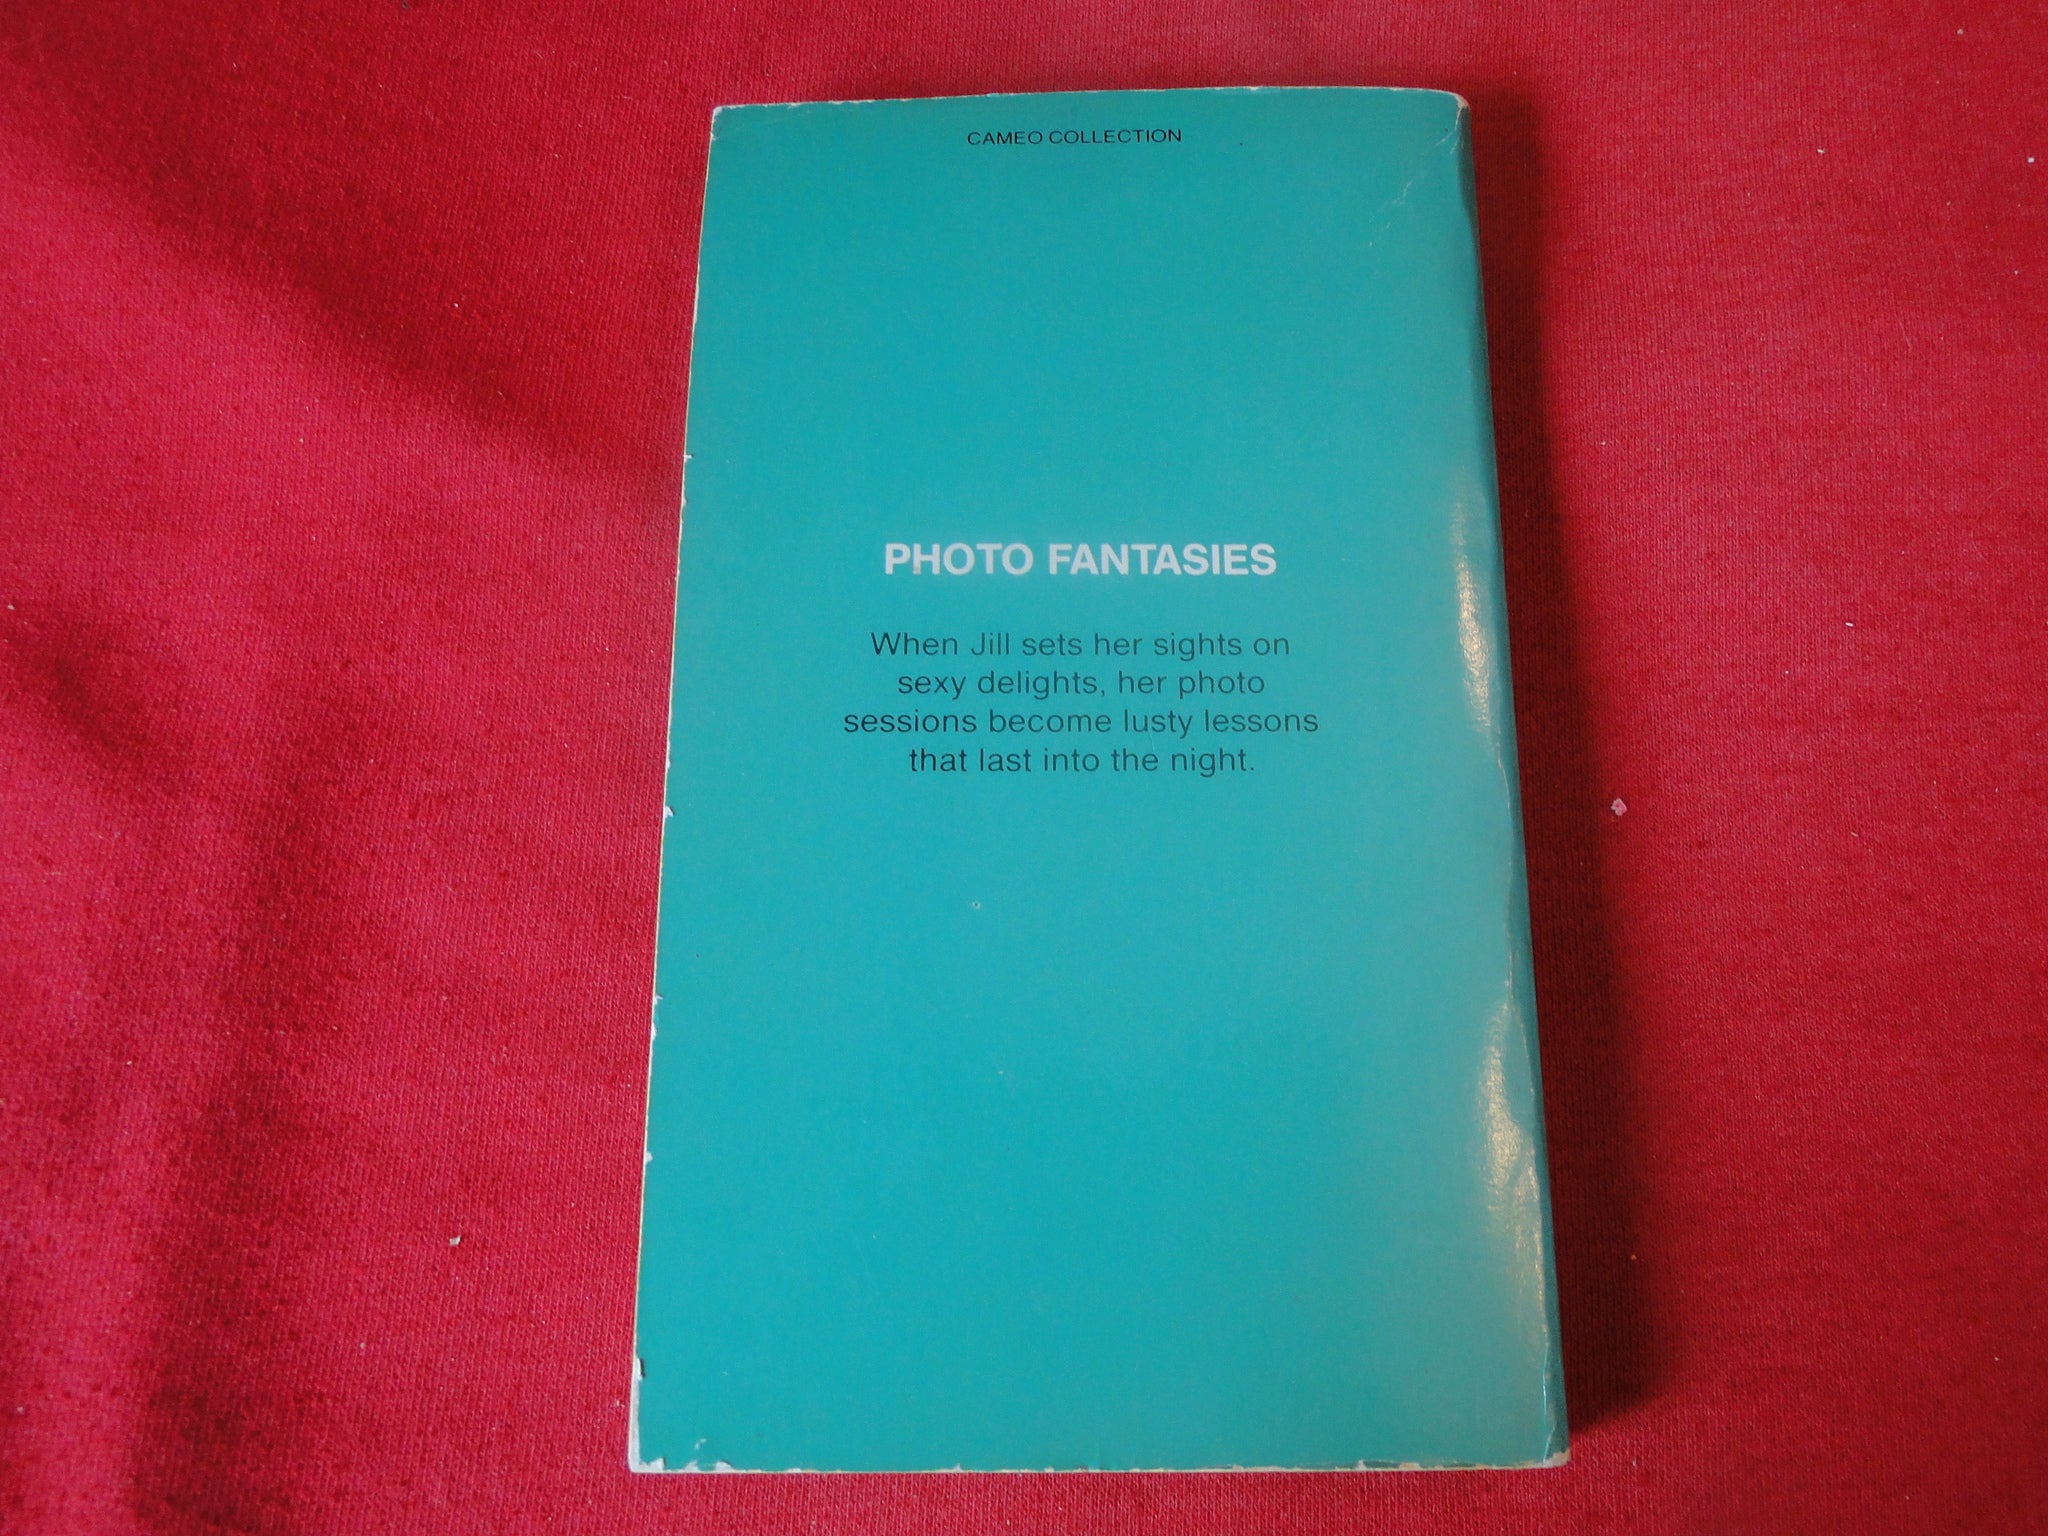 CAMEO COLLECTION
PHOTO FANTASIES
When Jill sets her sights on
sexy delights, her photo
sessions become lusty lessons
that last into the night.